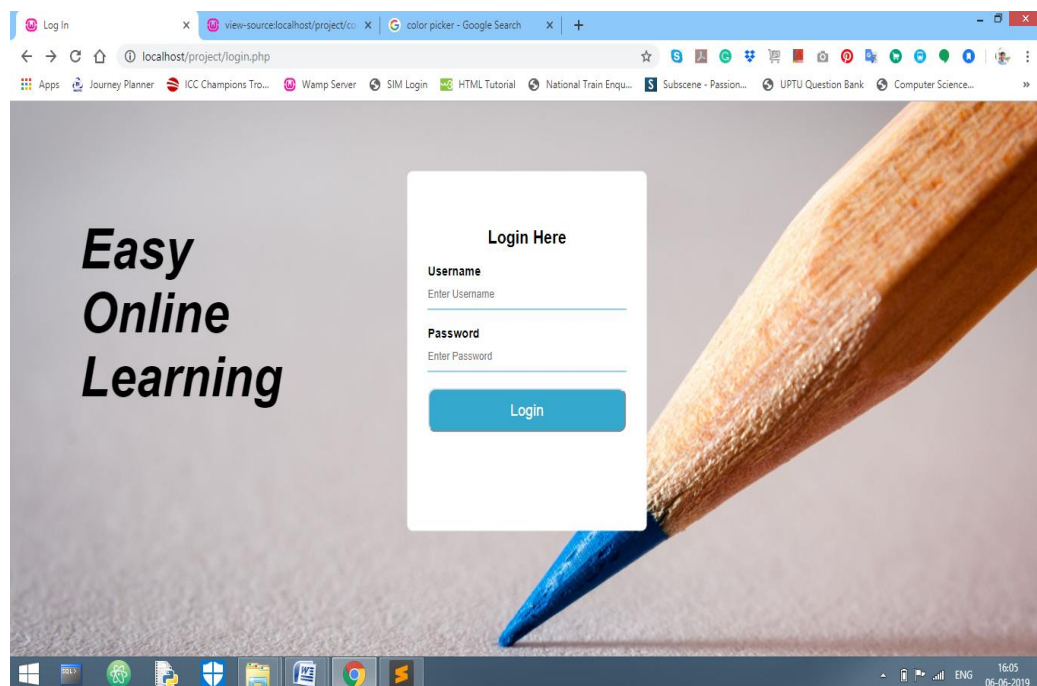 Log In
view-source:localhost/project/co
color picker - Google Search
localhost/project/login.php
Apps Journey Planner ICC Champions Tro... Wamp Server SIM Login HTML Tutorial National Train Enqu... Subscene - Passion... UPTU Question Bank Computer Science... »
Easy
Online
Learning
Login Here
Username
Enter Username
Password
Enter Password
Login
ENG
16:05
06-06-2019